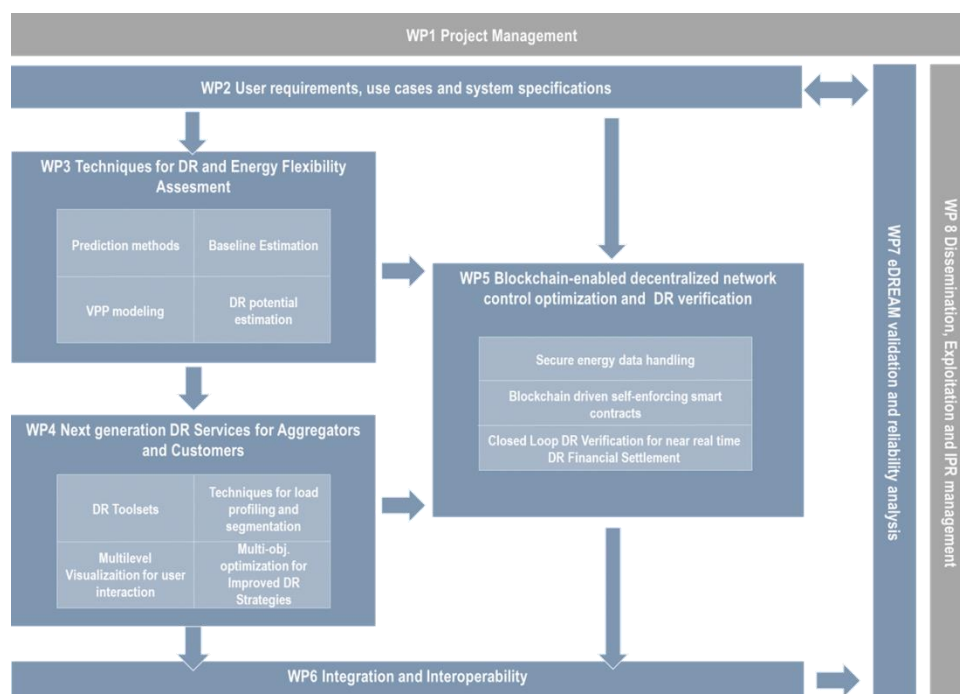 WP1 Project Management
WP2 User requirements, use cases and system specifications
WP3 Techniques for DR and Energy Flexibility
Assesment
Prediction methods
Baseline Estimation
VPP modeling
DR potential
estimation
WP4 Next generation DR Services for Aggregators
and Customers
DR Toolsets
Techniques for load
profiling and
segmentation
Multilevel
Visualizaition for user
interaction
Multi-obj.
optimization for
Improved DR
Strategies
WP5 Blockchain-enabled decentralized network
control optimization and DR verification
Secure energy data handling
Blockchain driven self-enforcing smart
contracts
Closed Loop DR Verification for near real time
DR Financial Settlement
WP6 Integration and Interoperability
WP7 eDREAM validation and reliability analysis
WP 8 Dissemination, Exploitation and IPR management